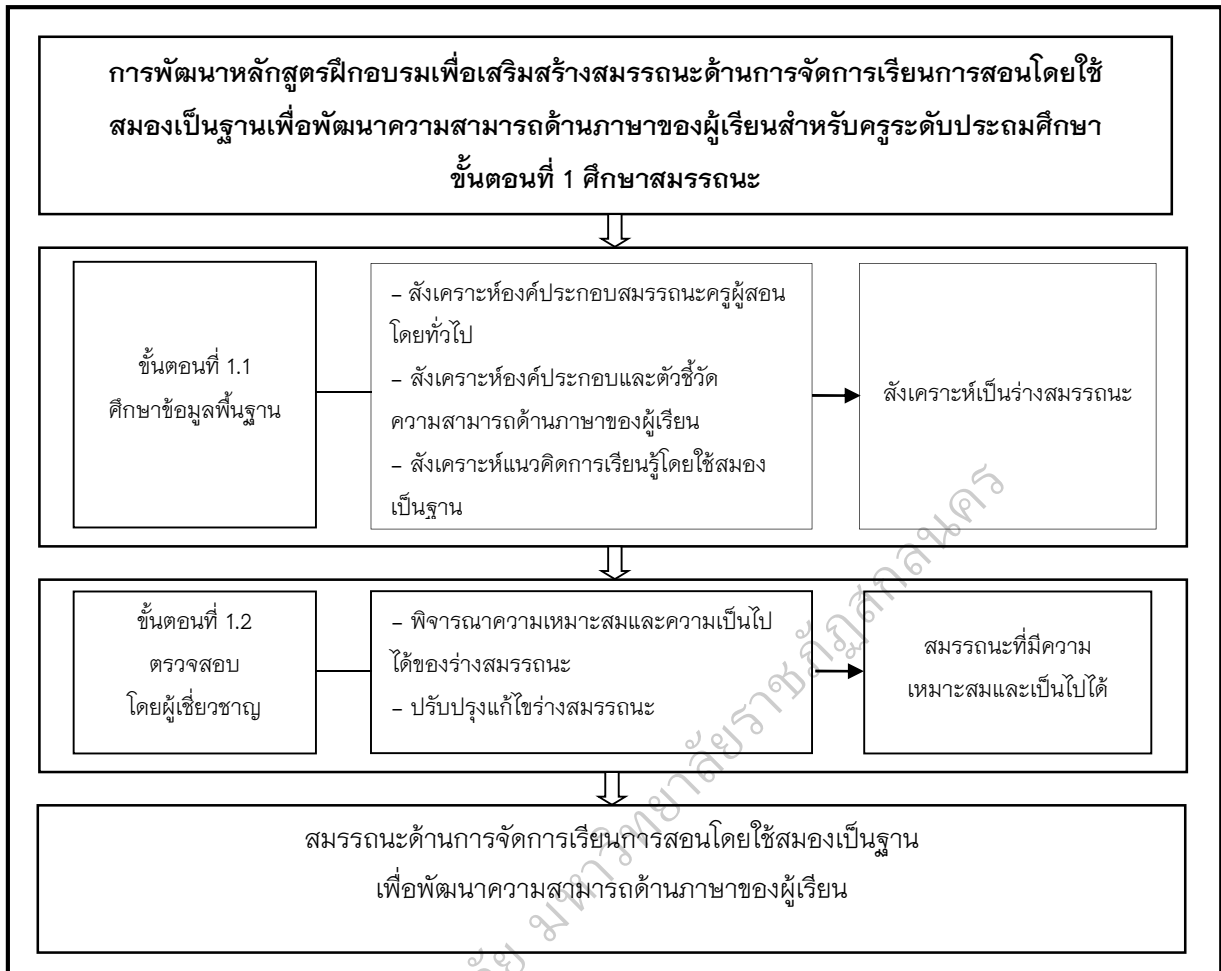 การพัฒนาหลักสูตรฝึกอบรมเพื่อเสริมสร้างสมรรถนะด้านการจัดการเรียนการสอนโดยใช้
สมองเป็นฐานเพื่อพัฒนาความสามารถด้านภาษาของผู้เรียนสำหรับครูระดับประถมศึกษา
ขั้นตอนที่ 1 ศึกษาสมรรถนะ
ขั้นตอนที่ 1.1
ศึกษาข้อมูลพื้นฐาน
– สังเคราะห์องค์ประกอบสมรรถนะครูผู้สอน
โดยทั่วไป
– สังเคราะห์องค์ประกอบและตัวชี้วัด
ความสามารถด้านภาษาของผู้เรียน
– สังเคราะห์แนวคิดการเรียนรู้โดยใช้สมอง
เป็นฐาน
สังเคราะห์เป็นร่างสมรรถนะ
ขั้นตอนที่ 1.2
ตรวจสอบ
โดยผู้เชี่ยวชาญ
– พิจารณาความเหมาะสมและความเป็นไป
ได้ของร่างสมรรถนะ
– ปรับปรุงแก้ไขร่างสมรรถนะ
สมรรถนะที่มีความ
เหมาะสมและเป็นไปได้
สมรรถนะด้านการจัดการเรียนการสอนโดยใช้สมองเป็นฐาน
เพื่อพัฒนาความสามารถด้านภาษาของผู้เรียน
มหาวิทยาลัยราชภัฏสกลนคร